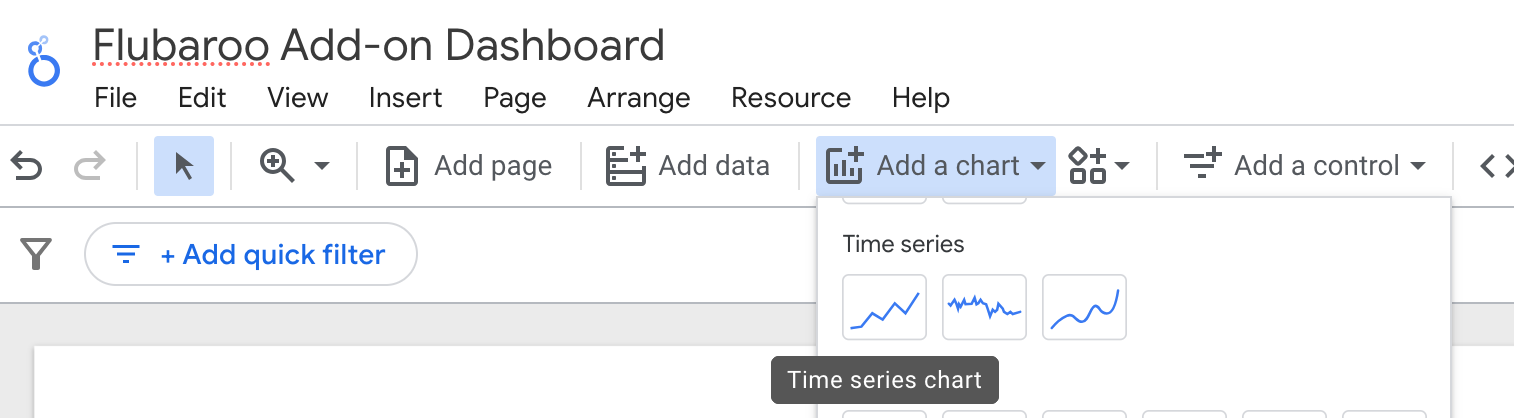 Flubaroo Add-on Dashboard
File Edit View Insert Page Arrange Resource Help
Add page Add data Add a chart Add a control
+ Add quick filter
Time series
Time series chart